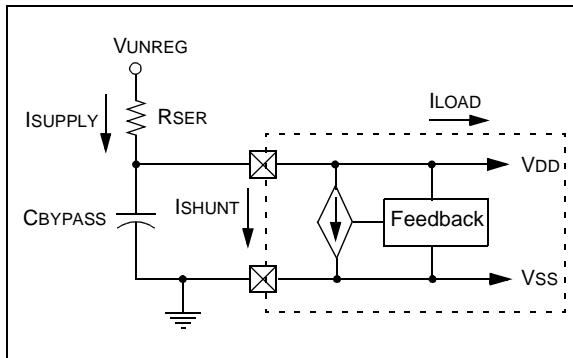 VUNREG
ISUPPLY
RSER
ILOAD
VDD
CBYPASS
ISHUNT
Feedback
VSS